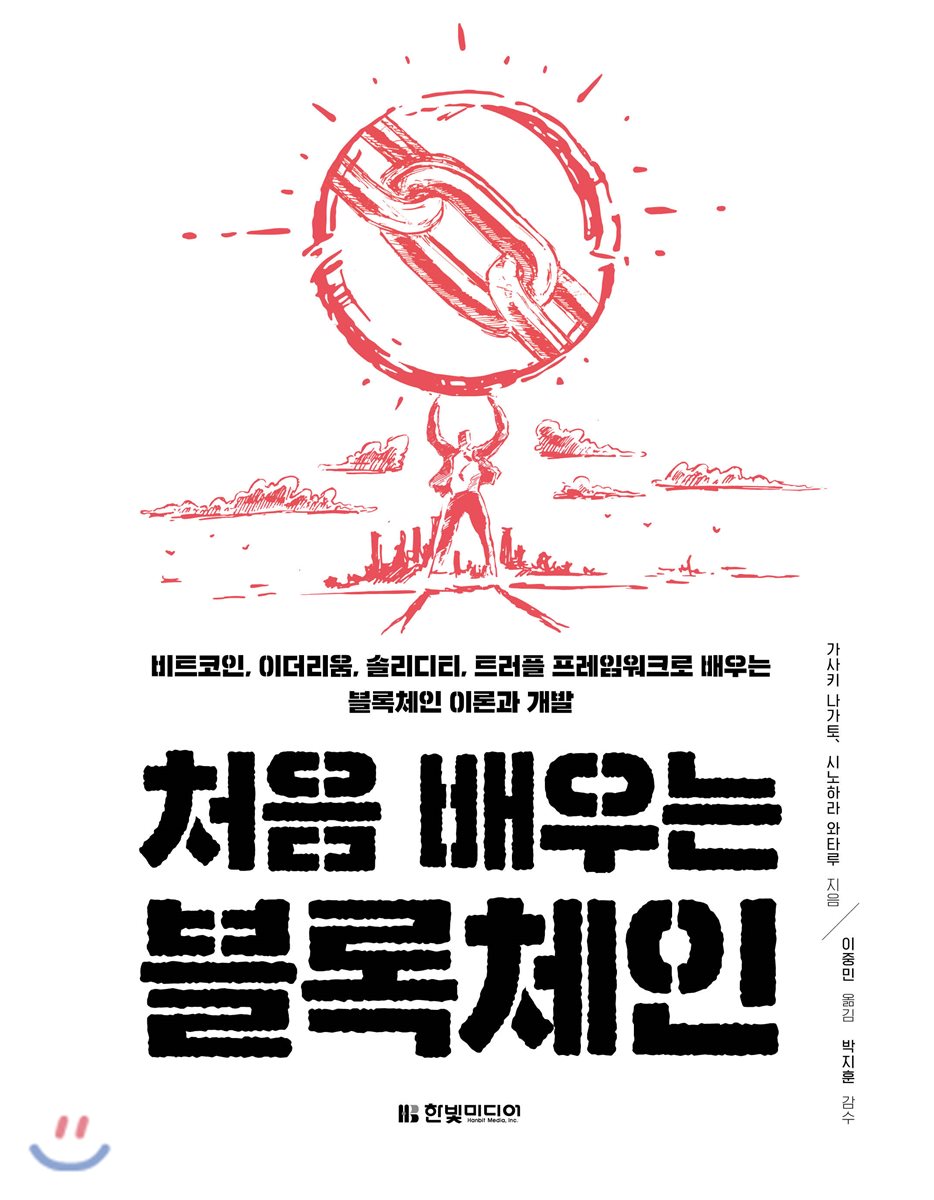 비트코인, 이더리움, 솔리디티, 트러플 프레임워크로 배우는
블록체인 이론과 개발
처음 배우는
블록체인
가사키 나가토, 시노하라 와타루 지음
이중민 옮김 박지훈 감수
HB 한빛미디어
Hanbit Media, Inc.